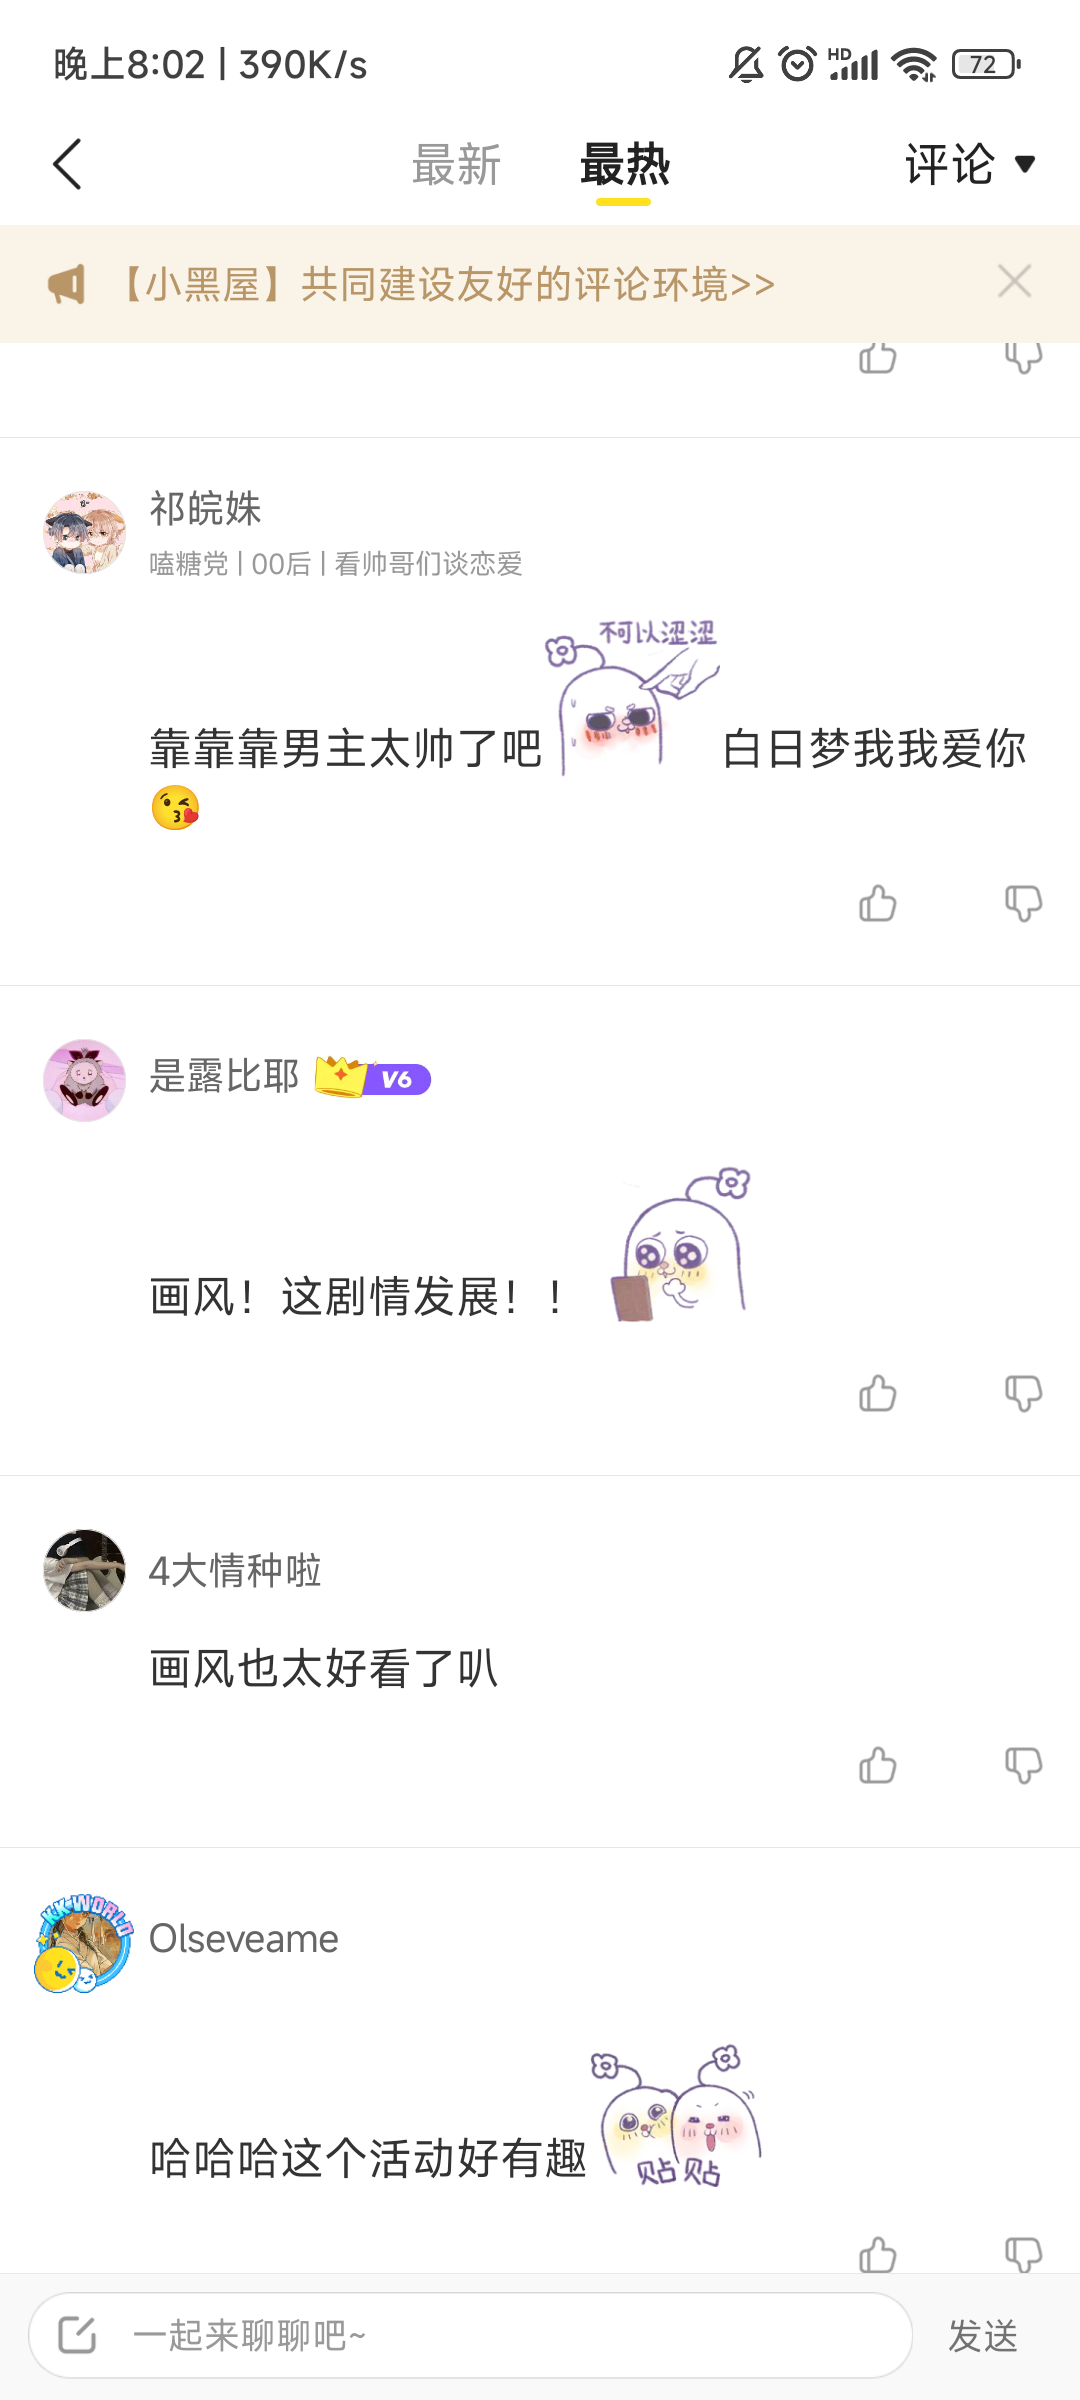 晚上8:02 | 390K/s
HD
72
最新 最热 评论
【小黑屋】共同建设友好的评论环境>>
祁皖姝
嗑糖党 | 00后 | 看帅哥们谈恋爱
不可以涩涩
靠靠靠男主太帅了吧 白日梦我我爱你
😘
是露比耶 V6
画风！这剧情发展！！
4大情种啦
画风也太好看了叭
KK WORLD
Olseveame
哈哈哈这个活动好有趣
贴贴
一起来聊聊吧~ 发送